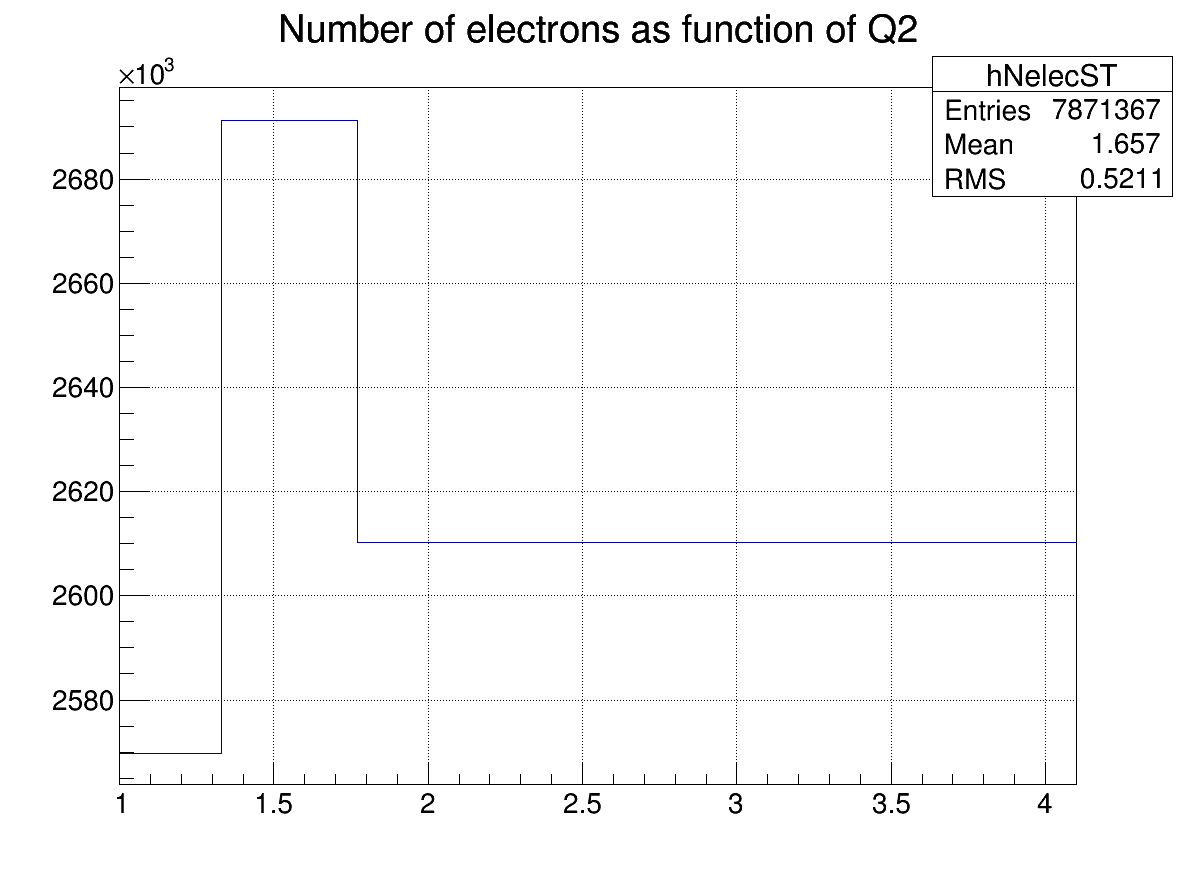 Number of electrons as function of Q2
×10³
hNelecST
Entries 7871367
Mean 1.657
RMS 0.5211
2680
2660
2640
2620
2600
2580
1 1.5 2 2.5 3 3.5 4